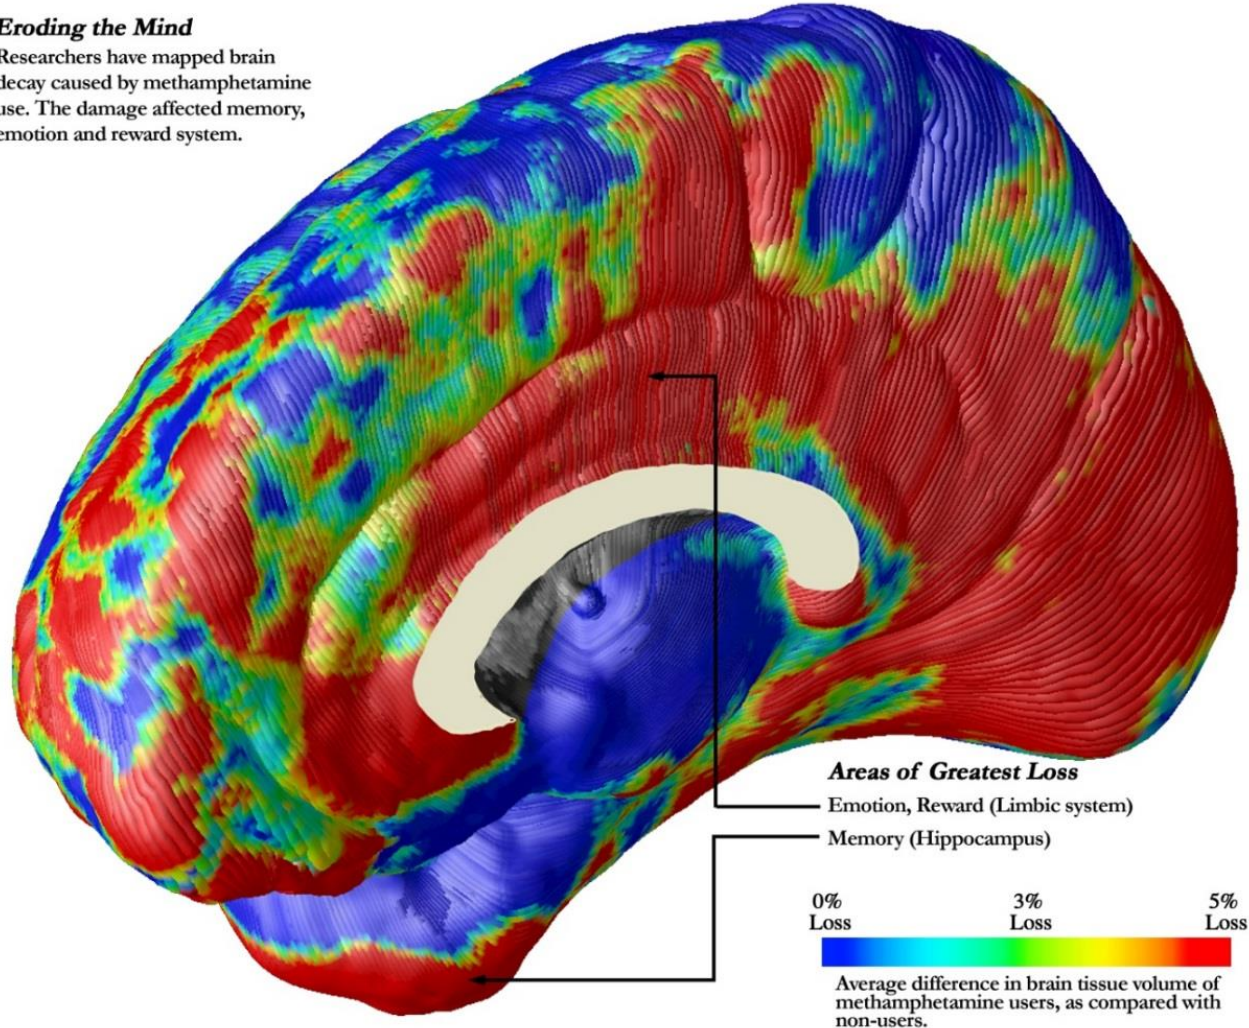 Eroding the Mind
Researchers have mapped brain
decay caused by methamphetamine
use. The damage affected memory,
emotion and reward system.
Areas of Greatest Loss
Emotion, Reward (Limbic system)
Memory (Hippocampus)
0% 3% 5%
Loss Loss Loss
Average difference in brain tissue volume of
methamphetamine users, as compared with
non-users.